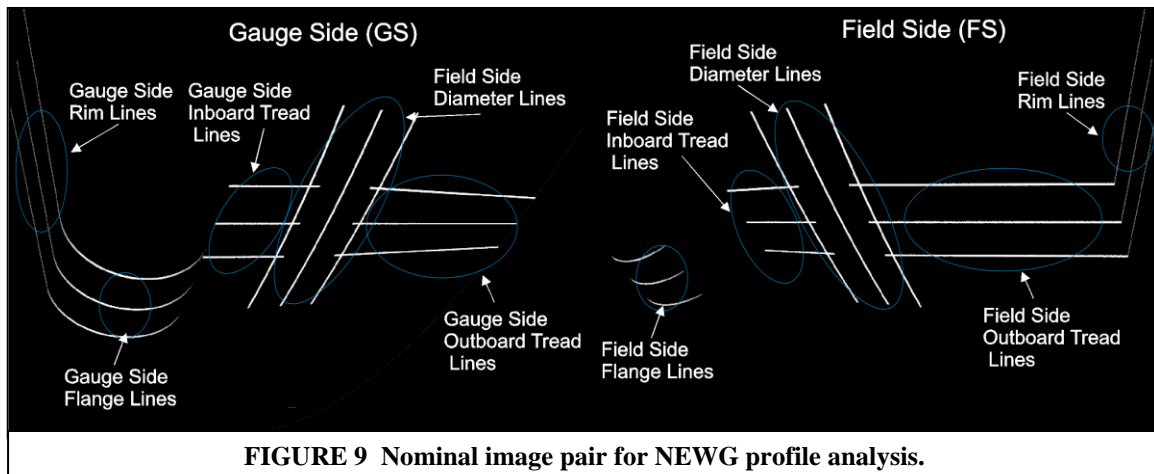 Gauge Side (GS)
Gauge Side
Rim Lines
Gauge Side
Inboard Tread
Lines
Field Side
Diameter Lines
Gauge Side
Flange Lines
Gauge Side
Outboard Tread
Lines
Field Side (FS)
Field Side
Diameter Lines
Field Side
Rim Lines
Field Side
Inboard Tread
Lines
Field Side
Flange Lines
Field Side
Outboard Tread
Lines
FIGURE 9 Nominal image pair for NEWG profile analysis.